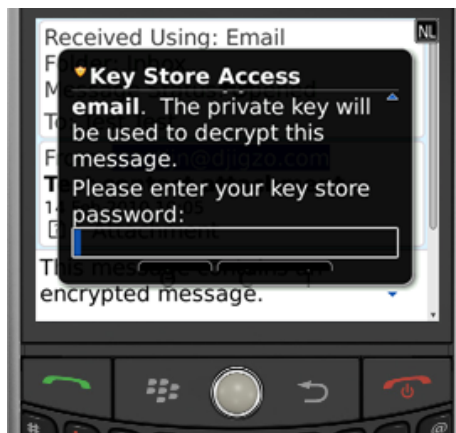 Received Using: Email
NL
Key Store Access
email. The private key will
be used to decrypt this
message.
Please enter your key store
password:
encrypted message.
#
@